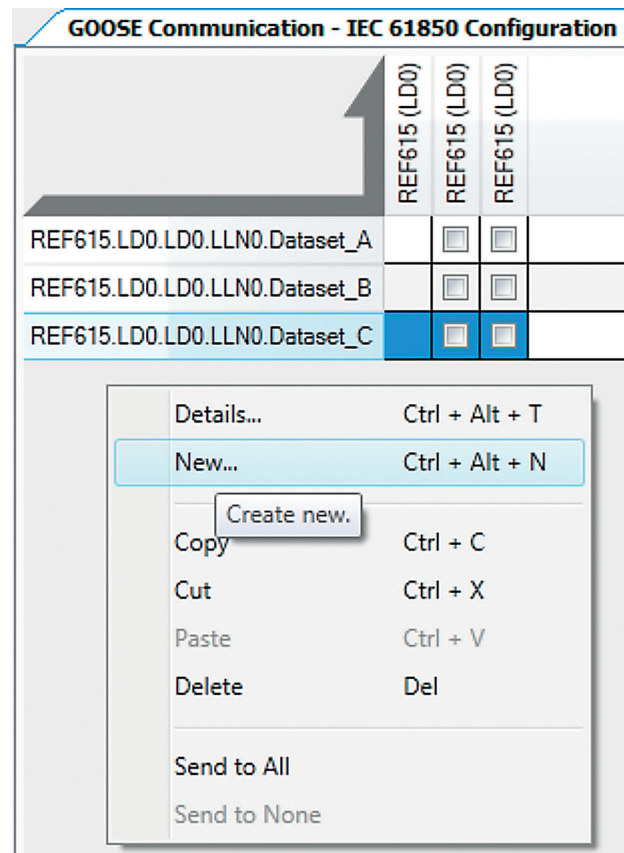 GOOSE Communication - IEC 61850 Configuration
REF615 (LD0)
REF615 (LD0)
REF615 (LD0)
REF615.LD0.LD0.LLN0.Dataset_A
REF615.LD0.LD0.LLN0.Dataset_B
REF615.LD0.LD0.LLN0.Dataset_C
Details... Ctrl + Alt + T
New... Ctrl + Alt + N
Create new.
Copy Ctrl + C
Cut Ctrl + X
Paste Ctrl + V
Delete Del
Send to All
Send to None